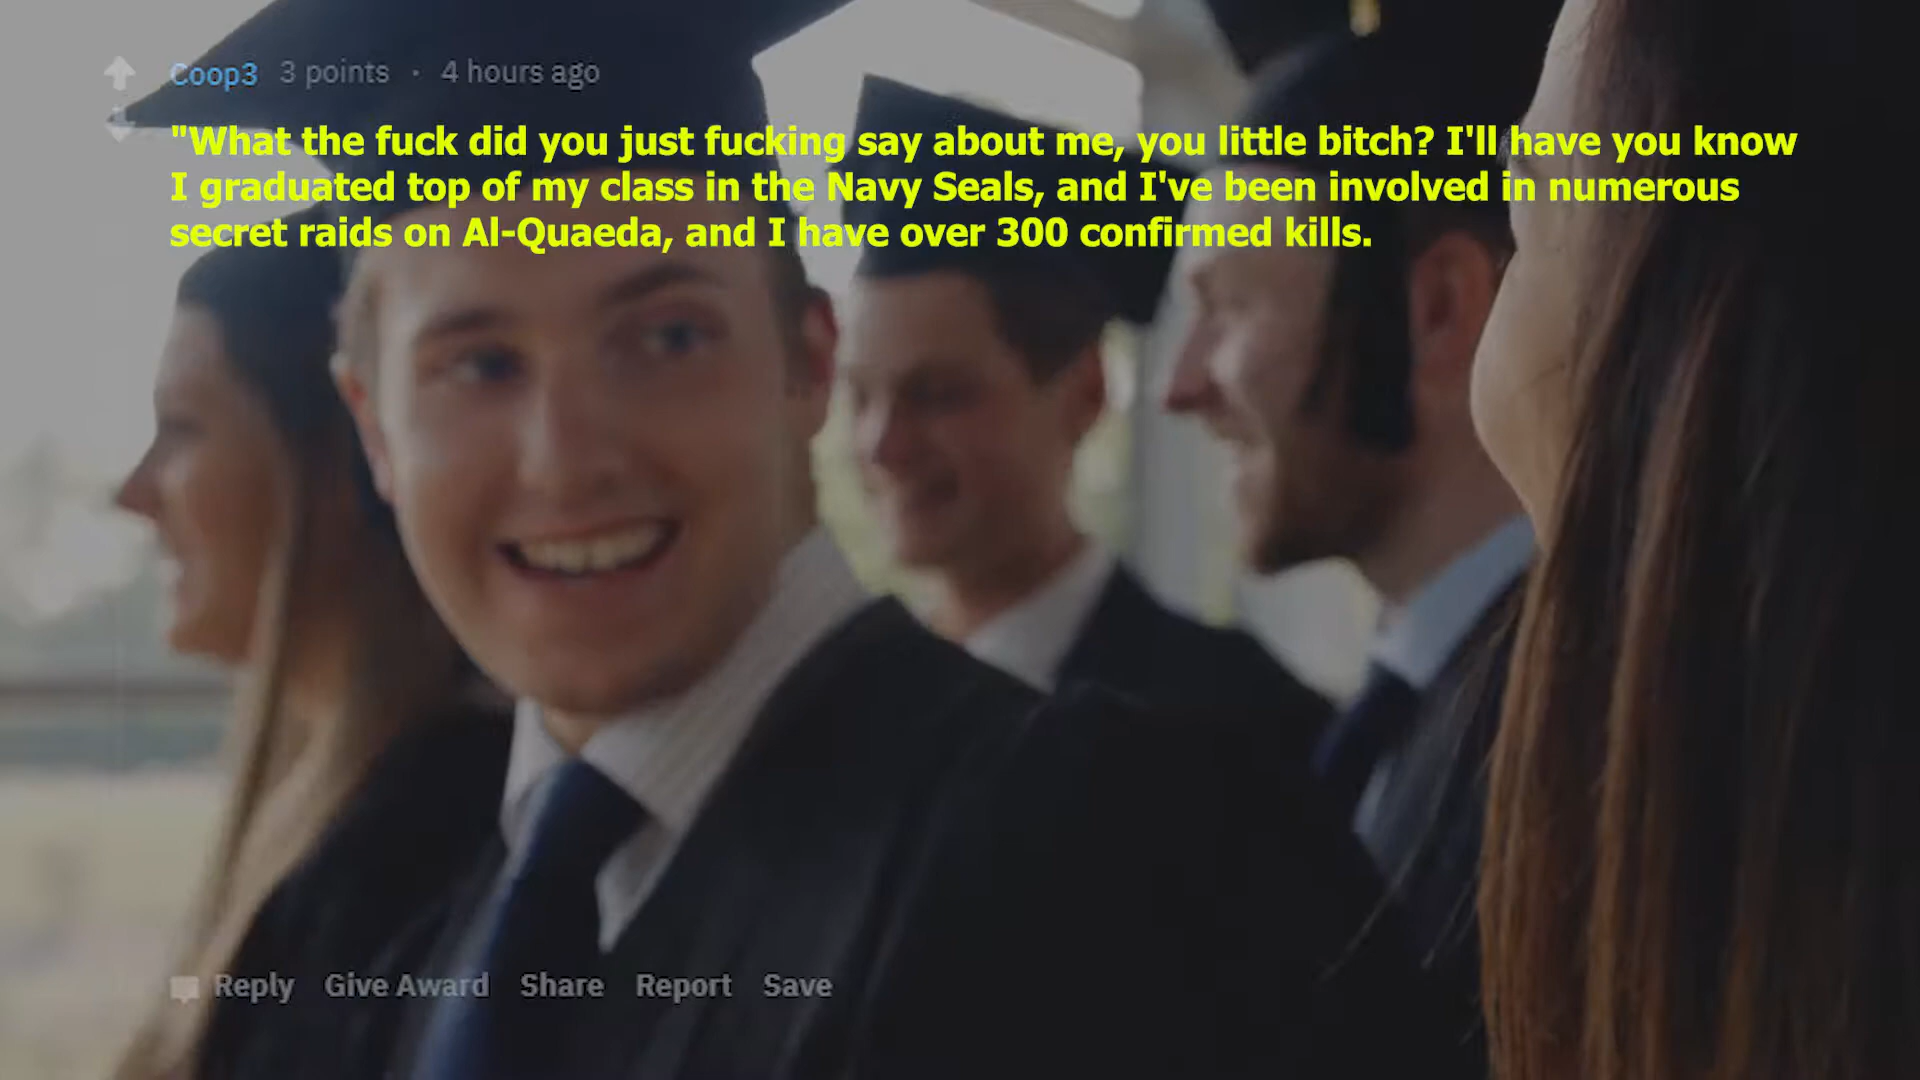 Coop3 3 points · 4 hours ago
"What the fuck did you just fucking say about me, you little bitch? I'll have you know
I graduated top of my class in the Navy Seals, and I've been involved in numerous
secret raids on Al-Quaeda, and I have over 300 confirmed kills.
Reply Give Award Share Report Save